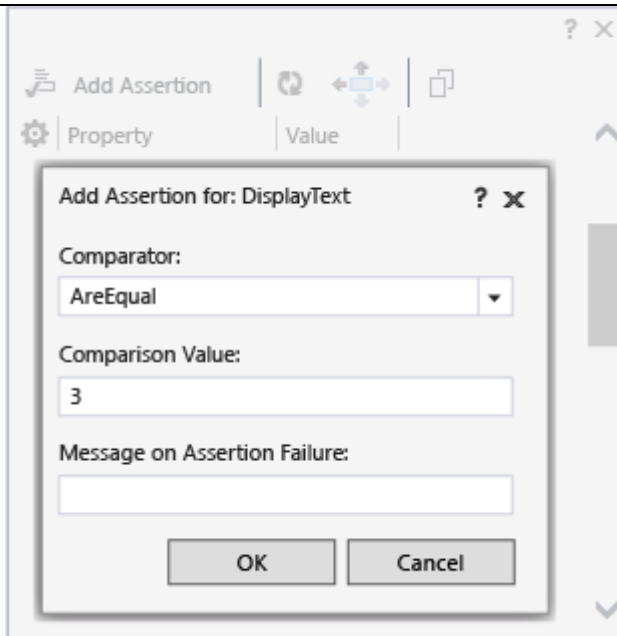 ?
Add Assertion
Property Value
Add Assertion for: DisplayText ?
Comparator:
AreEqual
Comparison Value:
3
Message on Assertion Failure:
OK Cancel